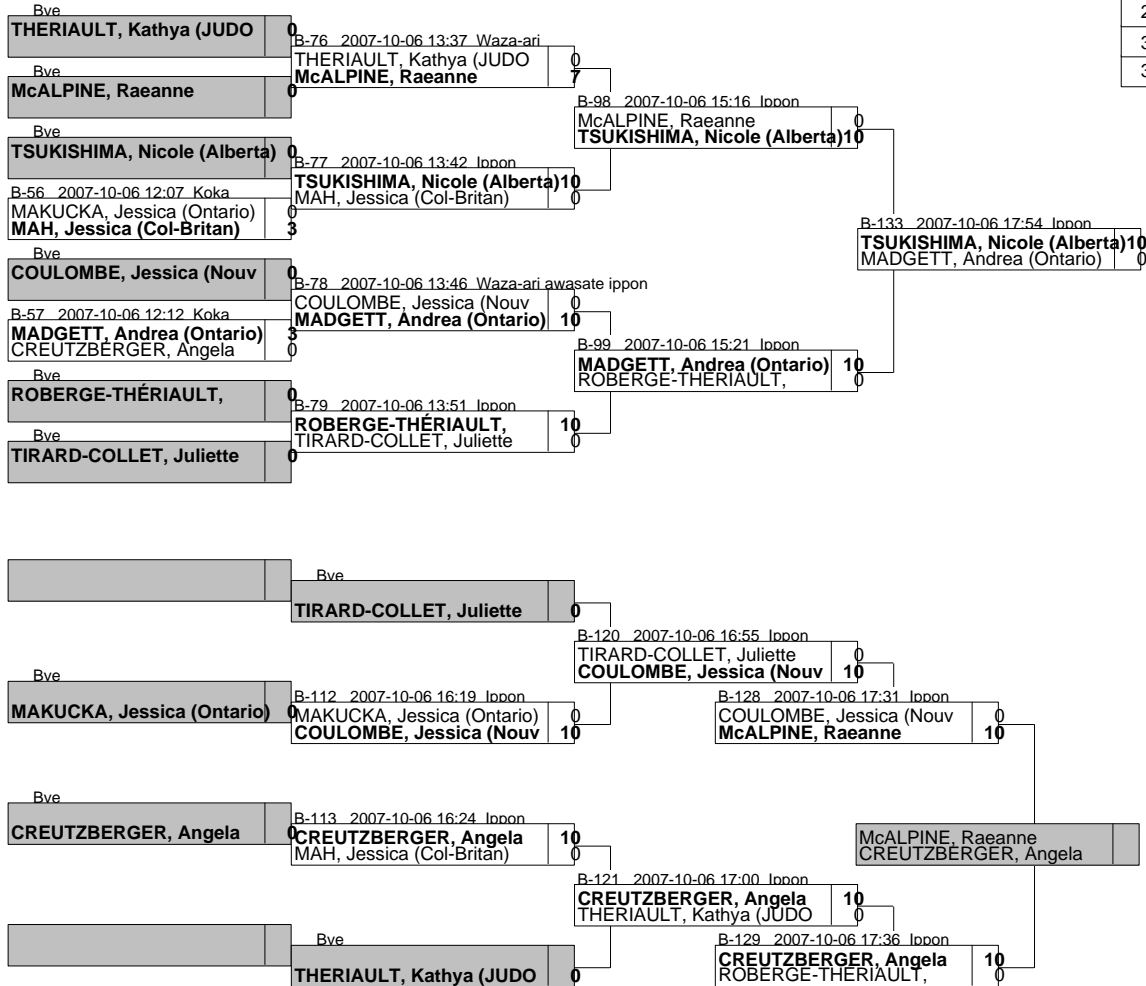 Bye
2
THERIAULT, Kathya (JUDO 0
B-76 2007-10-06 13:37 Waza-ari
3
THERIAULT, Kathya (JUDO 0
McALPINE, Raeanne 7
3
Bye
McALPINE, Raeanne 0
B-98 2007-10-06 15:16 Ippon
McALPINE, Raeanne 0
TSUKISHIMA, Nicole (Alberta) 10
Bye
TSUKISHIMA, Nicole (Alberta) 0
B-77 2007-10-06 13:42 Ippon
TSUKISHIMA, Nicole (Alberta) 10
MAH, Jessica (Col-Britan) 0
B-56 2007-10-06 12:07 Koka
MAKUCKA, Jessica (Ontario) 0
MAH, Jessica (Col-Britan) 3
B-133 2007-10-06 17:54 Ippon
TSUKISHIMA, Nicole (Alberta) 10
MADGETT, Andrea (Ontario) 0
Bye
COULOMBE, Jessica (Nouv 0
B-78 2007-10-06 13:46 Waza-ari awasate ippon
COULOMBE, Jessica (Nouv 0
MADGETT, Andrea (Ontario) 10
B-57 2007-10-06 12:12 Koka
MADGETT, Andrea (Ontario) 3
CREUTZBERGER, Angela 0
B-99 2007-10-06 15:21 Ippon
MADGETT, Andrea (Ontario) 10
ROBERGE-THÉRIAULT, 0
Bye
ROBERGE-THÉRIAULT, 0
B-79 2007-10-06 13:51 Ippon
ROBERGE-THÉRIAULT, 10
TIRARD-COLLET, Juliette 0
Bye
TIRARD-COLLET, Juliette 0
Bye
TIRARD-COLLET, Juliette 0
B-120 2007-10-06 16:55 Ippon
TIRARD-COLLET, Juliette 0
COULOMBE, Jessica (Nouv 10
Bye
MAKUCKA, Jessica (Ontario) 0
B-112 2007-10-06 16:19 Ippon
MAKUCKA, Jessica (Ontario) 0
COULOMBE, Jessica (Nouv 10
B-128 2007-10-06 17:31 Ippon
COULOMBE, Jessica (Nouv 0
McALPINE, Raeanne 10
Bye
CREUTZBERGER, Angela 0
B-113 2007-10-06 16:24 Ippon
CREUTZBERGER, Angela 10
MAH, Jessica (Col-Britan) 0
McALPINE, Raeanne
CREUTZBERGER, Angela
B-121 2007-10-06 17:00 Ippon
CREUTZBERGER, Angela 10
THERIAULT, Kathya (JUDO 0
Bye
THERIAULT, Kathya (JUDO 0
B-129 2007-10-06 17:36 Ippon
CREUTZBERGER, Angela 10
ROBERGE-THÉRIAULT, 0